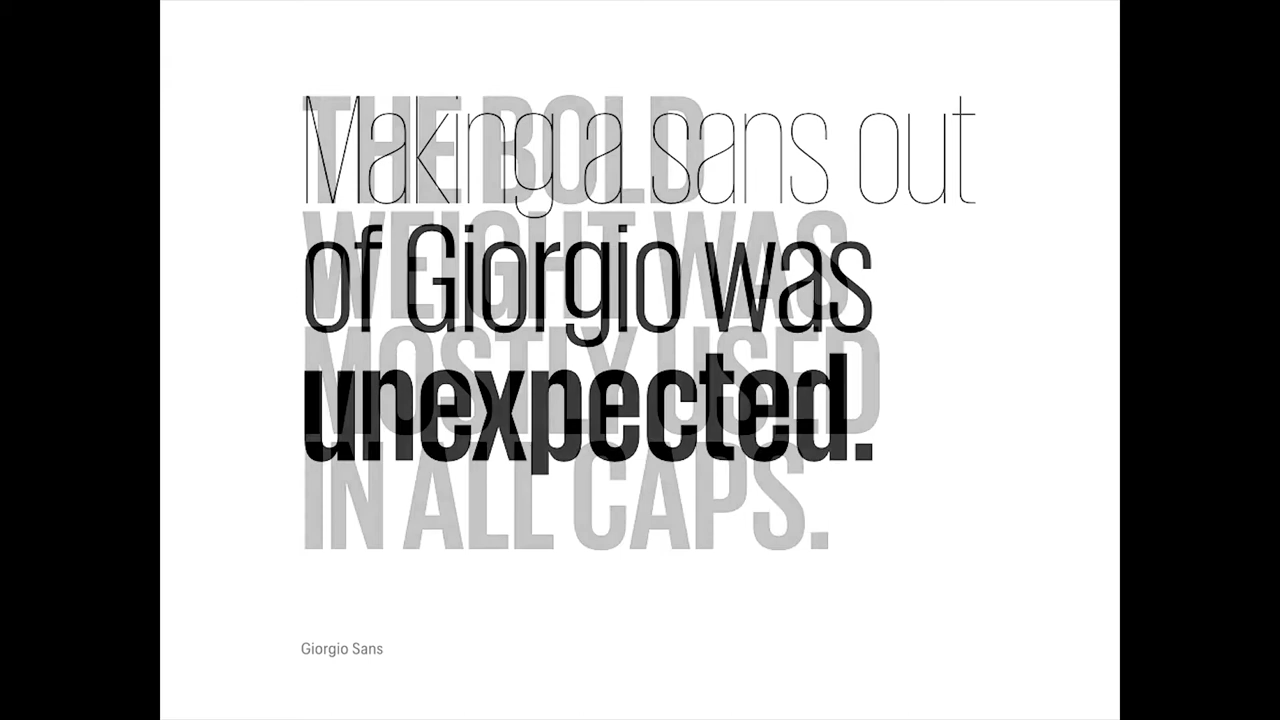 Making a sans out
of Giorgio was
unexpected.
THE BOLD
WEIGHT WAS
MOSTLY USED
IN ALL CAPS.
Giorgio Sans